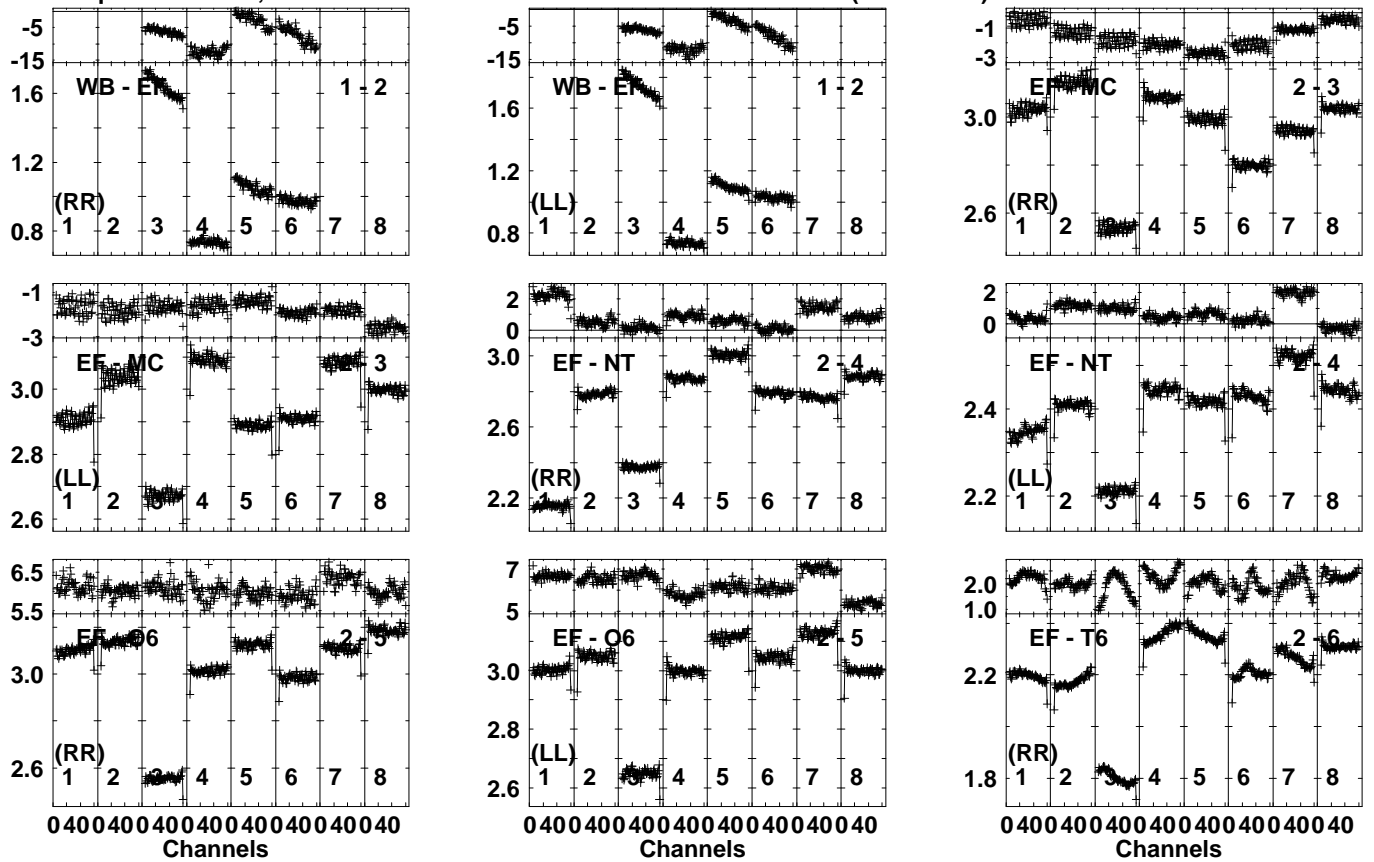 -5 -5 -1
-15 -15 -3
WB - EF 1 - 2 WB - EF 1 - 2 EF - MC 2 - 3
1.6 1.6 3.0
1.2 1.2
(RR) (LL) (RR) 2.6
1 2 3 4 5 6 7 8 1 2 3 4 5 6 7 8 1 2 3 4 5 6 7 8
0.8 0.8
-1 2 2
-3 0 0
EF - MC 2 - 3 EF - NT 2 - 4 EF - NT 2 - 4
3.0 3.0 2.4
2.8 2.6
(LL) (RR) (LL)
1 2 3 4 5 6 7 8 1 2 3 4 5 6 7 8 1 2 3 4 5 6 7 8
2.6 2.2 2.2
6.5 7 2.0
5.5 5 1.0
EF - O6 2 - 5 EF - O6 2 - 5 EF - T6 2 - 6
3.0 3.0 2.2
2.8
(RR) (LL) (RR)
2.6 2.6 1.8
1 2 3 4 5 6 7 8 1 2 3 4 5 6 7 8 1 2 3 4 5 6 7 8
0 40 0 40 0 40 0 40 0 40 0 40 0 40 0 40 0 40 0 40 0 40 0 40 0 40 0 40 0 40 0 40 0 40 0 40 0 40 0 40 0 40 0 40 0 40 0 40
Channels Channels Channels